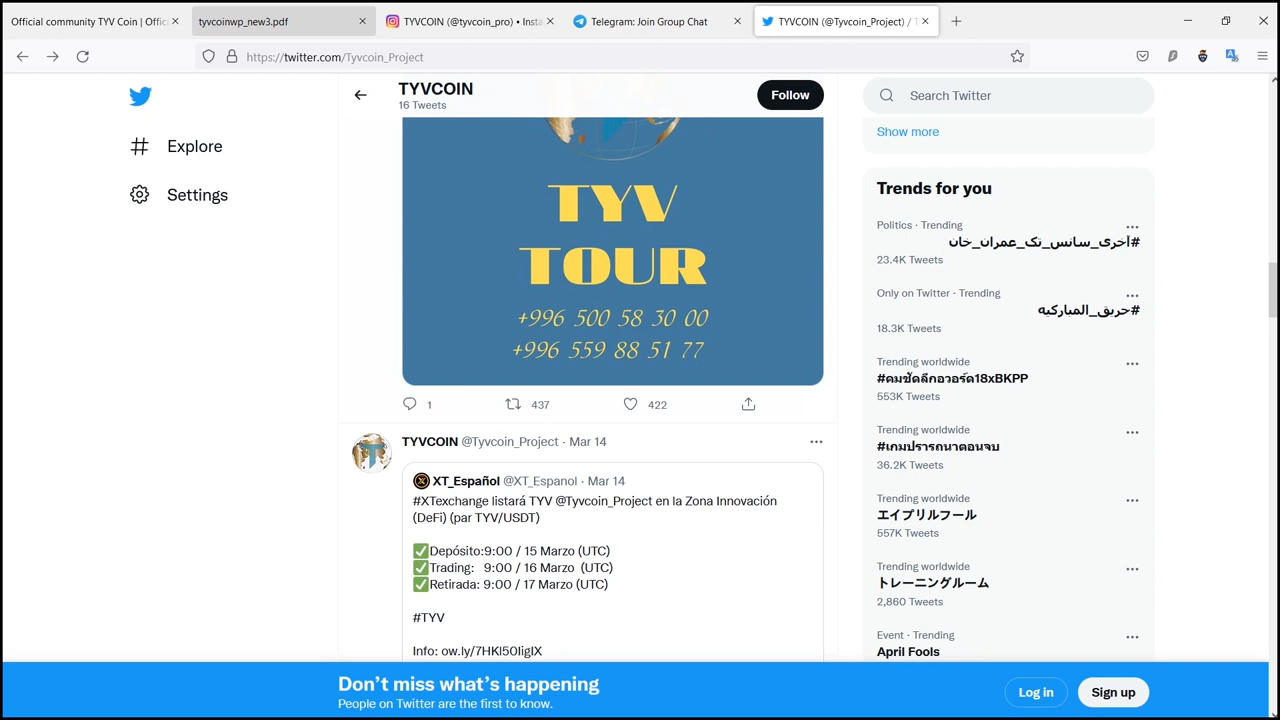 Official community TYV Coin | Offic
tyvcoinwp_new3.pdf
TYVCOIN (@tyvcoin_pro) • Insta
Telegram: Join Group Chat
TYVCOIN (@Tyvcoin_Project) / T
https://twitter.com/Tyvcoin_Project
TYVCOIN
16 Tweets
Follow
Search Twitter
Explore
Settings
TYV
TOUR
+996 500 58 30 00
+996 559 88 51 77
1
437
422
TYVCOIN @Tyvcoin_Project · Mar 14
XT_Español @XT_Espanol · Mar 14
#XTexchange listará TYV @Tyvcoin_Project en la Zona Innovación
(DeFi) (par TYV/USDT)
✅Depósito:9:00 / 15 Marzo (UTC)
✅Trading: 9:00 / 16 Marzo (UTC)
✅Retirada: 9:00 / 17 Marzo (UTC)
#TYV
Info: ow.ly/7HKI50IigIX
Show more
Trends for you
Politics · Trending
#آخری_سانس_تک_عمران_خان
23.4K Tweets
Only on Twitter · Trending
#حريق_المباركيه
18.3K Tweets
Trending worldwide
#คมชัดลึกอวอร์ด18xBKPP
553K Tweets
Trending worldwide
#เกมปรารถนาตอนจบ
36.2K Tweets
Trending worldwide
エイプリルフール
557K Tweets
Trending worldwide
トレーニングルーム
2,860 Tweets
Event · Trending
April Fools
Don't miss what's happening
People on Twitter are the first to know.
Log in
Sign up